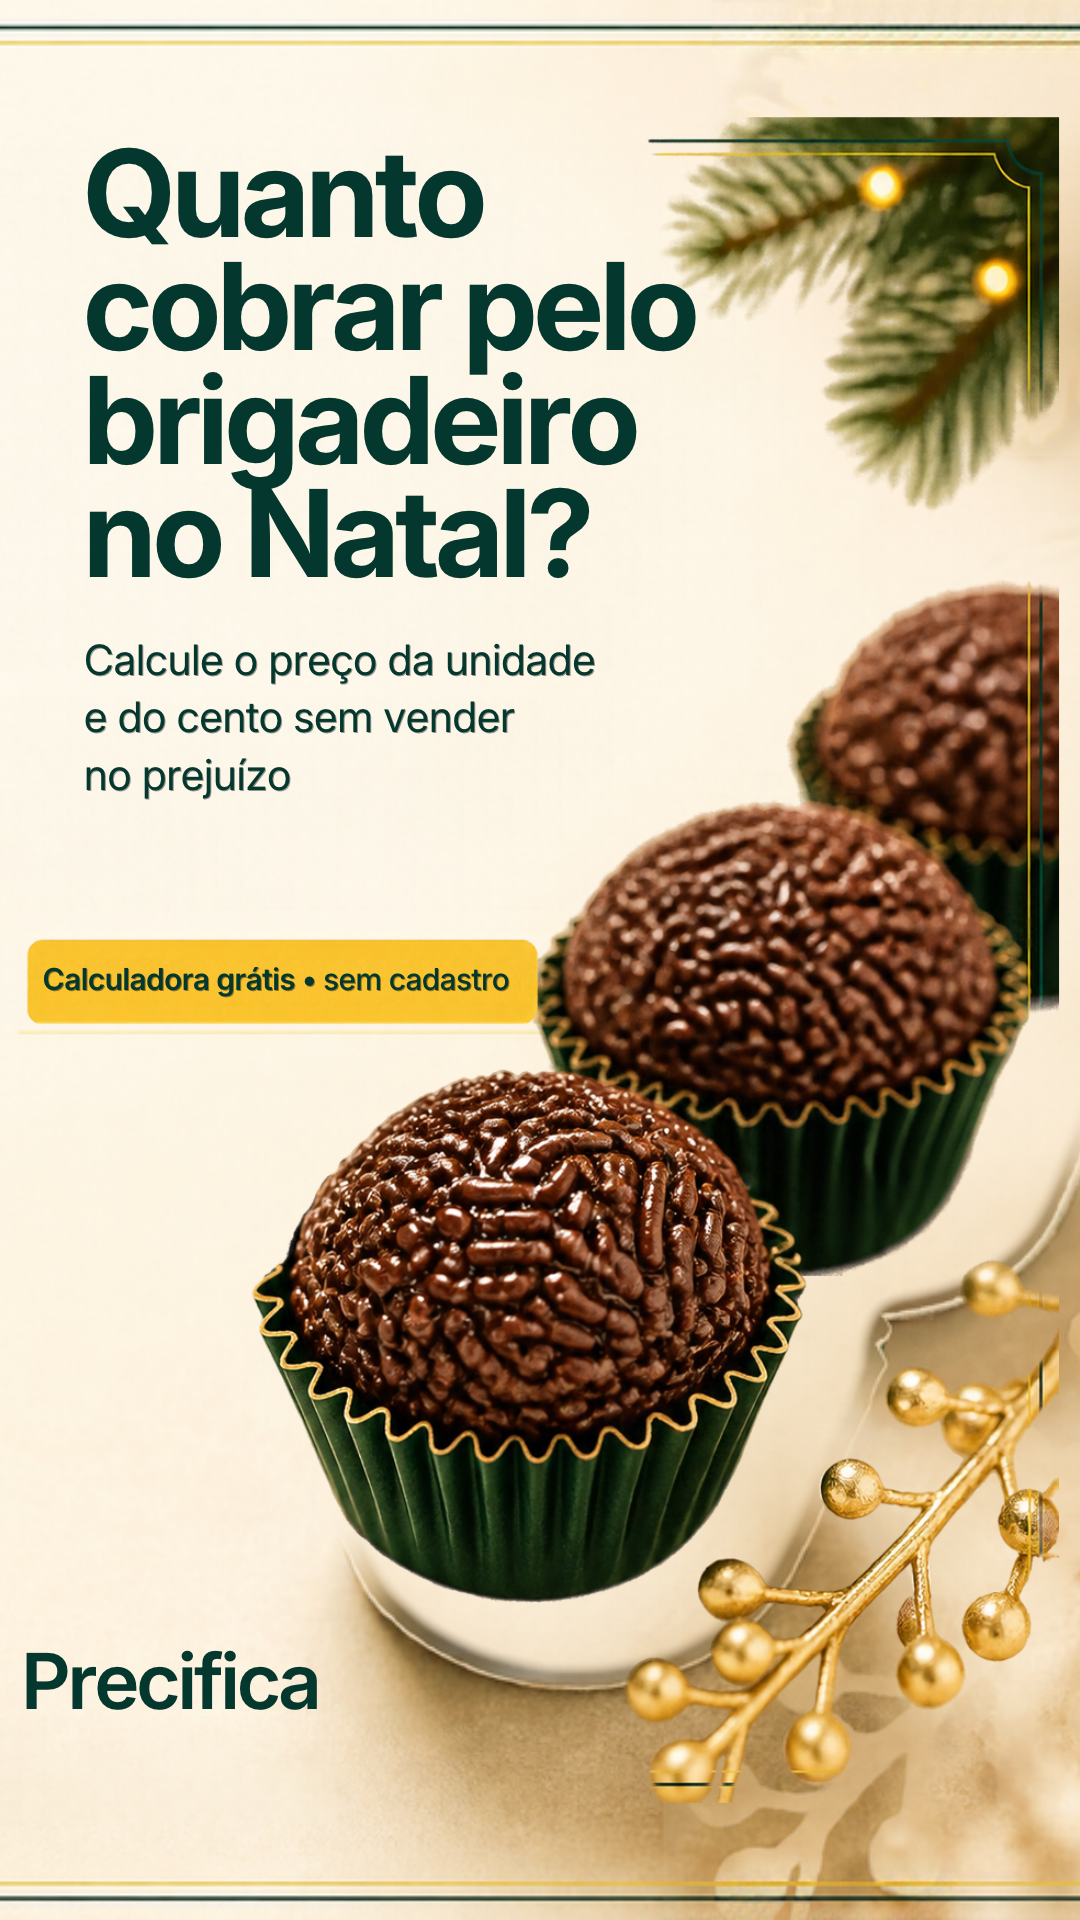 Quanto
cobrar pelo
brigadeiro
no Natal?
Calcule o preço da unidade
e do cento sem vender
no prejuízo
Calculadora grátis • sem cadastro
Precifica